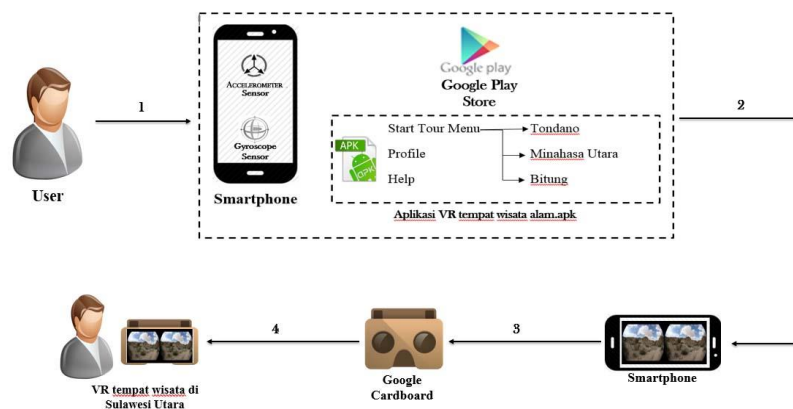 1
User
ACCELEROMETER
Sensor
Gyroscope
Sensor
Smartphone
Google play
Google Play
Store
APK
APK
Start Tour Menu
Profile
Help
Tondano
Minahasa Utara
Bitung
Aplikasi VR tempat wisata alam.apk
2
3
Smartphone
Google
Cardboard
4
VR tempat wisata di
Sulawesi Utara